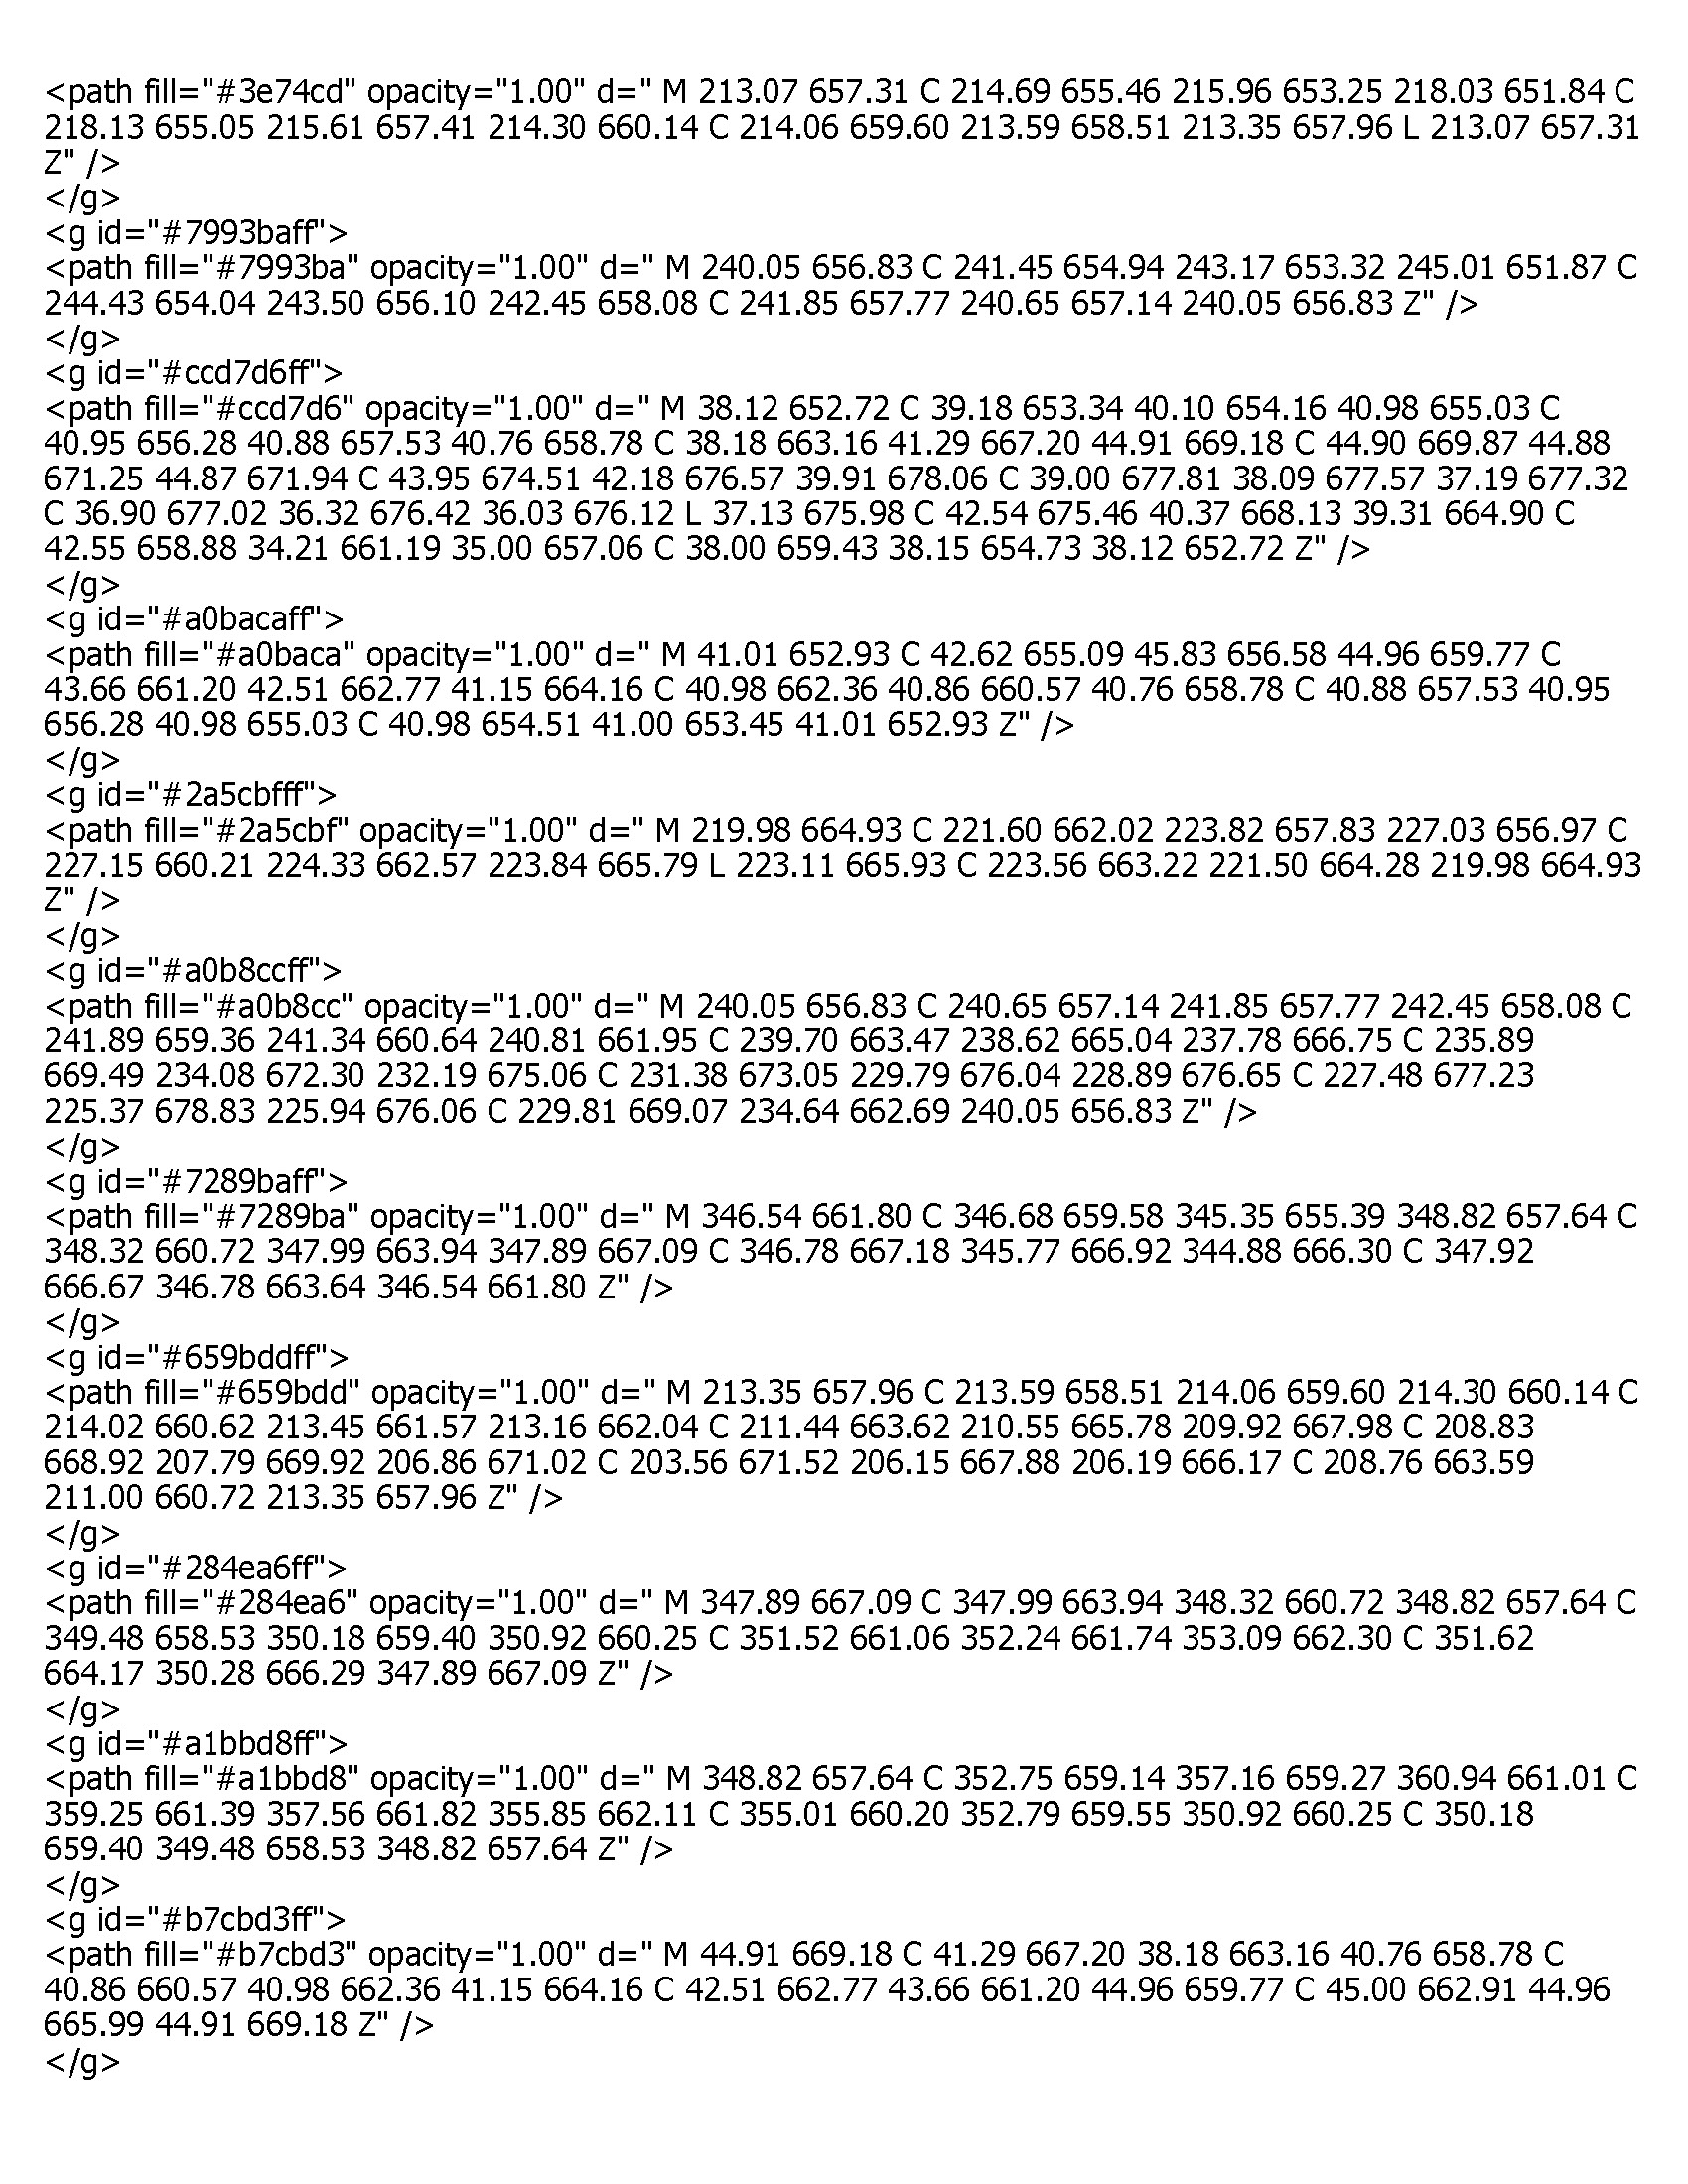 <path fill="#3e74cd" opacity="1.00" d=" M 213.07 657.31 C 214.69 655.46 215.96 653.25 218.03 651.84 C
218.13 655.05 215.61 657.41 214.30 660.14 C 214.06 659.60 213.59 658.51 213.35 657.96 L 213.07 657.31
Z" />
</g>
<g id="#7993baff">
<path fill="#7993ba" opacity="1.00" d=" M 240.05 656.83 C 241.45 654.94 243.17 653.32 245.01 651.87 C
244.43 654.04 243.50 656.10 242.45 658.08 C 241.85 657.77 240.65 657.14 240.05 656.83 Z" />
</g>
<g id="#ccd7d6ff">
<path fill="#ccd7d6" opacity="1.00" d=" M 38.12 652.72 C 39.18 653.34 40.10 654.16 40.98 655.03 C
40.95 656.28 40.88 657.53 40.76 658.78 C 38.18 663.16 41.29 667.20 44.91 669.18 C 44.90 669.87 44.88
671.25 44.87 671.94 C 43.95 674.51 42.18 676.57 39.91 678.06 C 39.00 677.81 38.09 677.57 37.19 677.32
C 36.90 677.02 36.32 676.42 36.03 676.12 L 37.13 675.98 C 42.54 675.46 40.37 668.13 39.31 664.90 C
42.55 658.88 34.21 661.19 35.00 657.06 C 38.00 659.43 38.15 654.73 38.12 652.72 Z" />
</g>
<g id="#a0bacaff">
<path fill="#a0baca" opacity="1.00" d=" M 41.01 652.93 C 42.62 655.09 45.83 656.58 44.96 659.77 C
43.66 661.20 42.51 662.77 41.15 664.16 C 40.98 662.36 40.86 660.57 40.76 658.78 C 40.88 657.53 40.95
656.28 40.98 655.03 C 40.98 654.51 41.00 653.45 41.01 652.93 Z" />
</g>
<g id="#2a5cbfff">
<path fill="#2a5cbf" opacity="1.00" d=" M 219.98 664.93 C 221.60 662.02 223.82 657.83 227.03 656.97 C
227.15 660.21 224.33 662.57 223.84 665.79 L 223.11 665.93 C 223.56 663.22 221.50 664.28 219.98 664.93
Z" />
</g>
<g id="#a0b8ccff">
<path fill="#a0b8cc" opacity="1.00" d=" M 240.05 656.83 C 240.65 657.14 241.85 657.77 242.45 658.08 C
241.89 659.36 241.34 660.64 240.81 661.95 C 239.70 663.47 238.62 665.04 237.78 666.75 C 235.89
669.49 234.08 672.30 232.19 675.06 C 231.38 673.05 229.79 676.04 228.89 676.65 C 227.48 677.23
225.37 678.83 225.94 676.06 C 229.81 669.07 234.64 662.69 240.05 656.83 Z" />
</g>
<g id="#7289baff">
<path fill="#7289ba" opacity="1.00" d=" M 346.54 661.80 C 346.68 659.58 345.35 655.39 348.82 657.64 C
348.32 660.72 347.99 663.94 347.89 667.09 C 346.78 667.18 345.77 666.92 344.88 666.30 C 347.92
666.67 346.78 663.64 346.54 661.80 Z" />
</g>
<g id="#659bddff">
<path fill="#659bdd" opacity="1.00" d=" M 213.35 657.96 C 213.59 658.51 214.06 659.60 214.30 660.14 C
214.02 660.62 213.45 661.57 213.16 662.04 C 211.44 663.62 210.55 665.78 209.92 667.98 C 208.83
668.92 207.79 669.92 206.86 671.02 C 203.56 671.52 206.15 667.88 206.19 666.17 C 208.76 663.59
211.00 660.72 213.35 657.96 Z" />
</g>
<g id="#284ea6ff">
<path fill="#284ea6" opacity="1.00" d=" M 347.89 667.09 C 347.99 663.94 348.32 660.72 348.82 657.64 C
349.48 658.53 350.18 659.40 350.92 660.25 C 351.52 661.06 352.24 661.74 353.09 662.30 C 351.62
664.17 350.28 666.29 347.89 667.09 Z" />
</g>
<g id="#a1bbd8ff">
<path fill="#a1bbd8" opacity="1.00" d=" M 348.82 657.64 C 352.75 659.14 357.16 659.27 360.94 661.01 C
359.25 661.39 357.56 661.82 355.85 662.11 C 355.01 660.20 352.79 659.55 350.92 660.25 C 350.18
659.40 349.48 658.53 348.82 657.64 Z" />
</g>
<g id="#b7cbd3ff">
<path fill="#b7cbd3" opacity="1.00" d=" M 44.91 669.18 C 41.29 667.20 38.18 663.16 40.76 658.78 C
40.86 660.57 40.98 662.36 41.15 664.16 C 42.51 662.77 43.66 661.20 44.96 659.77 C 45.00 662.91 44.96
665.99 44.91 669.18 Z" />
</g>